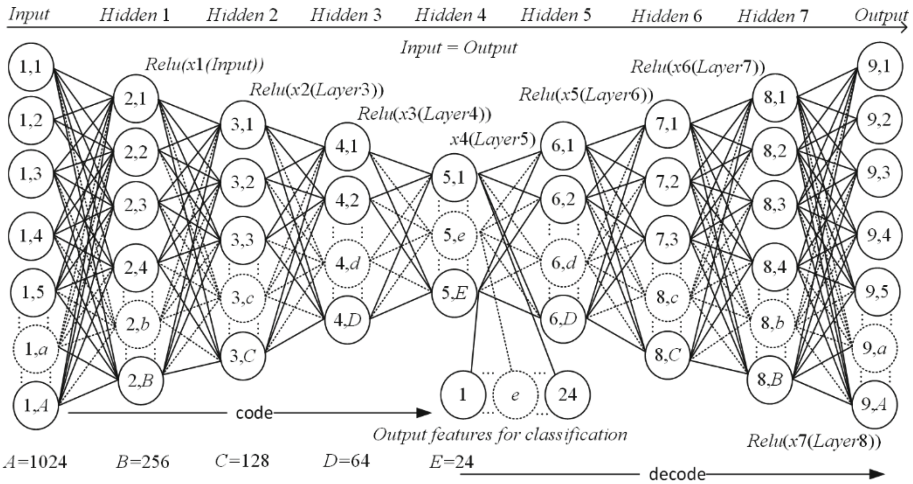 Input Hidden 1 Hidden 2 Hidden 3 Hidden 4 Hidden 5 Hidden 6 Hidden 7 Output
Input = Output
Relu(x1(Input))
Relu(x2(Layer3))
Relu(x3(Layer4))
x4(Layer5)
Relu(x5(Layer6))
Relu(x6(Layer7))
1,1
1,2
1,3
1,4
1,5
1,a
1,A
2,1
2,2
2,3
2,4
2,b
2,B
3,1
3,2
3,3
3,c
3,C
4,1
4,2
4,d
4,D
5,1
5,e
5,E
6,1
6,2
6,d
6,D
7,1
7,2
7,3
8,c
8,C
8,1
8,2
8,3
8,4
8,b
8,B
9,1
9,2
9,3
9,4
9,5
9,a
9,A
1 e 24
code
Output features for classification
Relu(x7(Layer8))
A=1024 B=256 C=128 D=64 E=24
decode